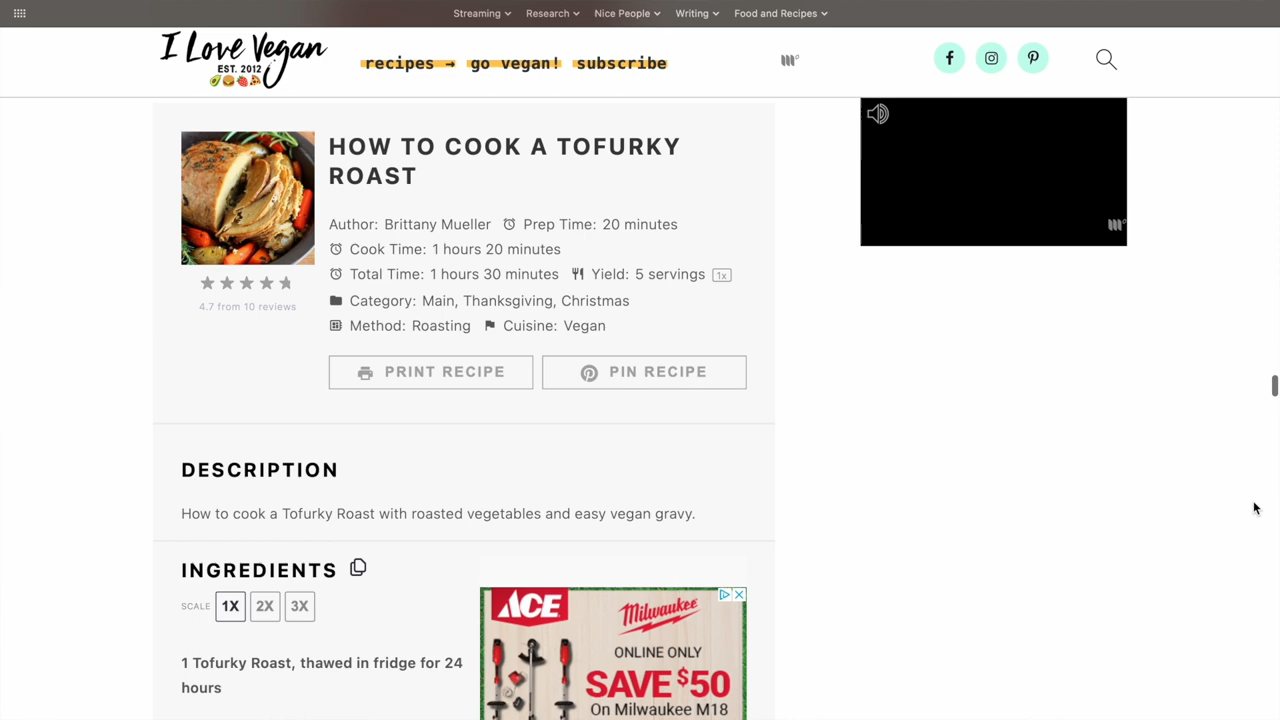 Streaming Research Nice People Writing Food and Recipes
I Love Vegan
EST. 2012
recipes → go vegan! subscribe
HOW TO COOK A TOFURKY
ROAST
Author: Brittany Mueller Prep Time: 20 minutes
Cook Time: 1 hours 20 minutes
Total Time: 1 hours 30 minutes Yield: 5 servings 1x
4.7 from 10 reviews
Category: Main, Thanksgiving, Christmas
Method: Roasting Cuisine: Vegan
PRINT RECIPE PIN RECIPE
DESCRIPTION
How to cook a Tofurky Roast with roasted vegetables and easy vegan gravy.
INGREDIENTS
SCALE 1X 2X 3X
1 Tofurky Roast, thawed in fridge for 24
hours
ACE
Milwaukee
ONLINE ONLY
SAVE $50
On Milwaukee M18